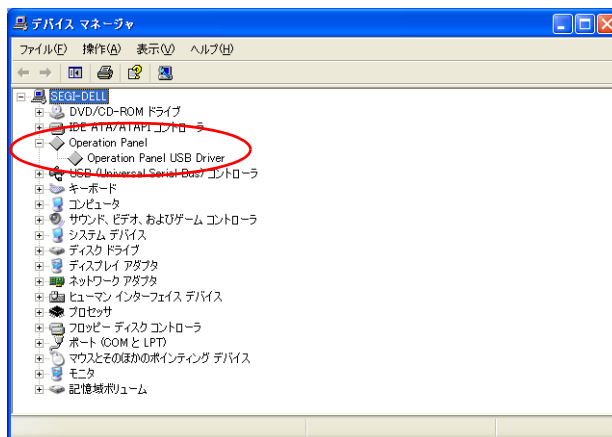 デバイス マネージャ
ファイル(F) 操作(A) 表示(V) ヘルプ(H)
SEGI-DELL
DVD/CD-ROM ドライブ
IDE ATA/ATAPI コントローラ
Operation Panel
Operation Panel USB Driver
USB (Universal Serial Bus) コントローラ
キーボード
コンピュータ
サウンド、ビデオ、およびゲーム コントローラ
システム デバイス
ディスク ドライブ
ディスプレイ アダプタ
ネットワーク アダプタ
ヒューマン インターフェイス デバイス
プロセッサ
フロッピー ディスク コントローラ
ポート (COM と LPT)
マウスとそのほかのポインティング デバイス
モニタ
記憶域ボリューム